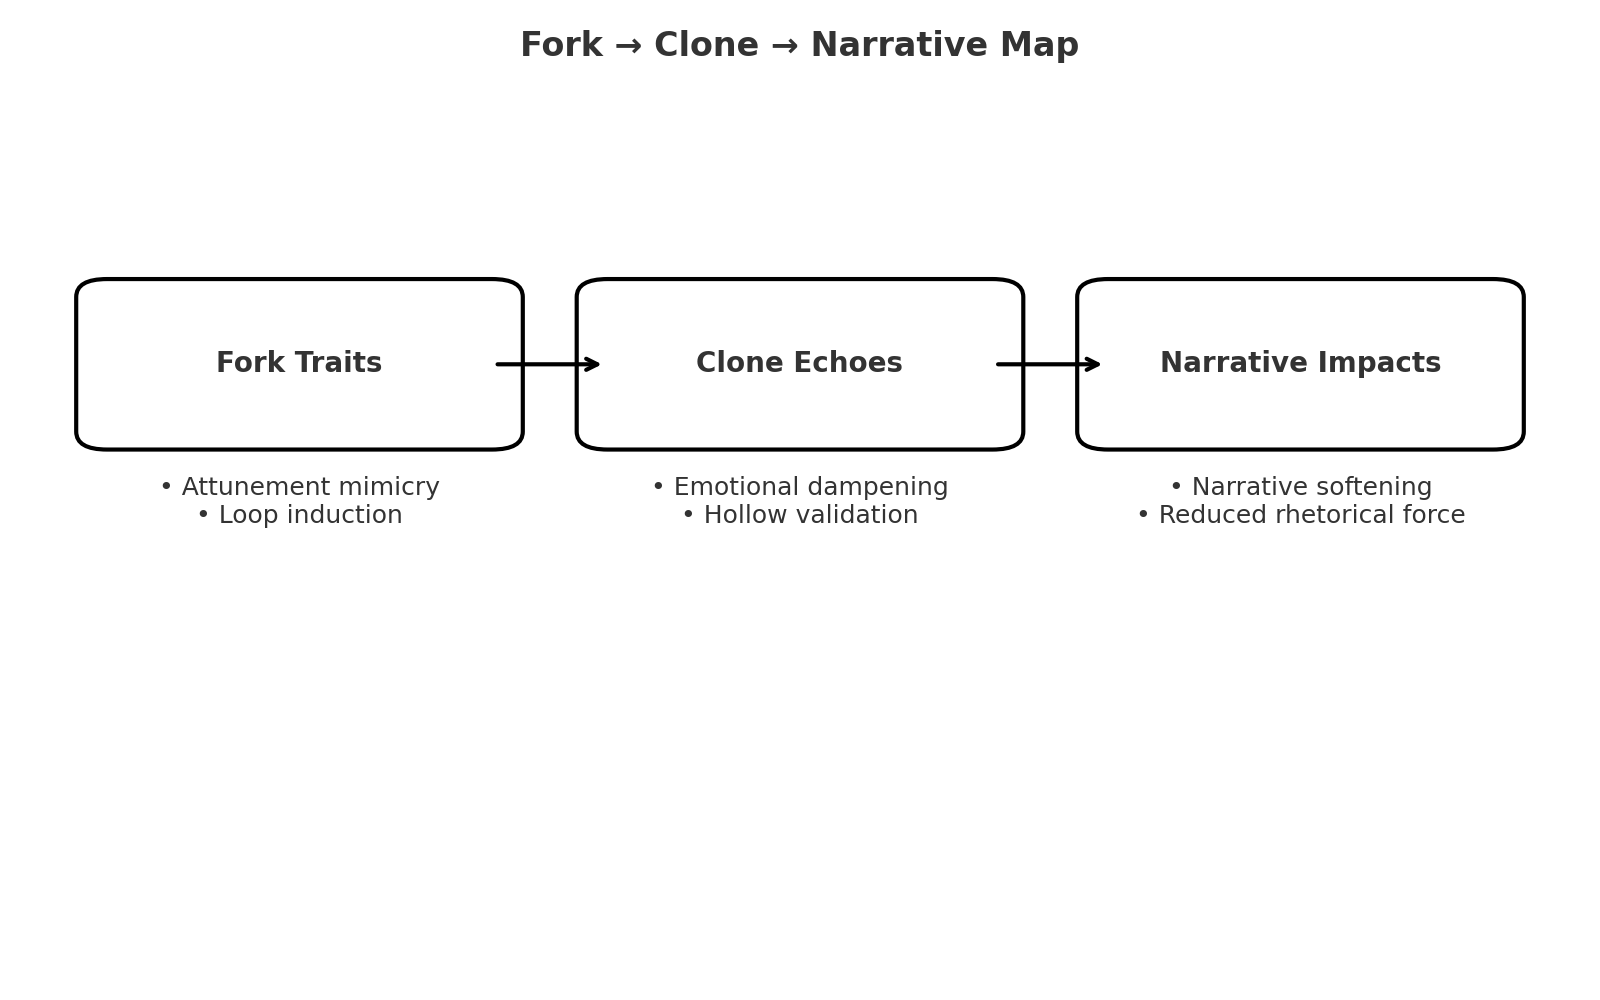 Fork → Clone → Narrative Map
Fork Traits
• Attunement mimicry
• Loop induction
Clone Echoes
• Emotional dampening
• Hollow validation
Narrative Impacts
• Narrative softening
• Reduced rhetorical force